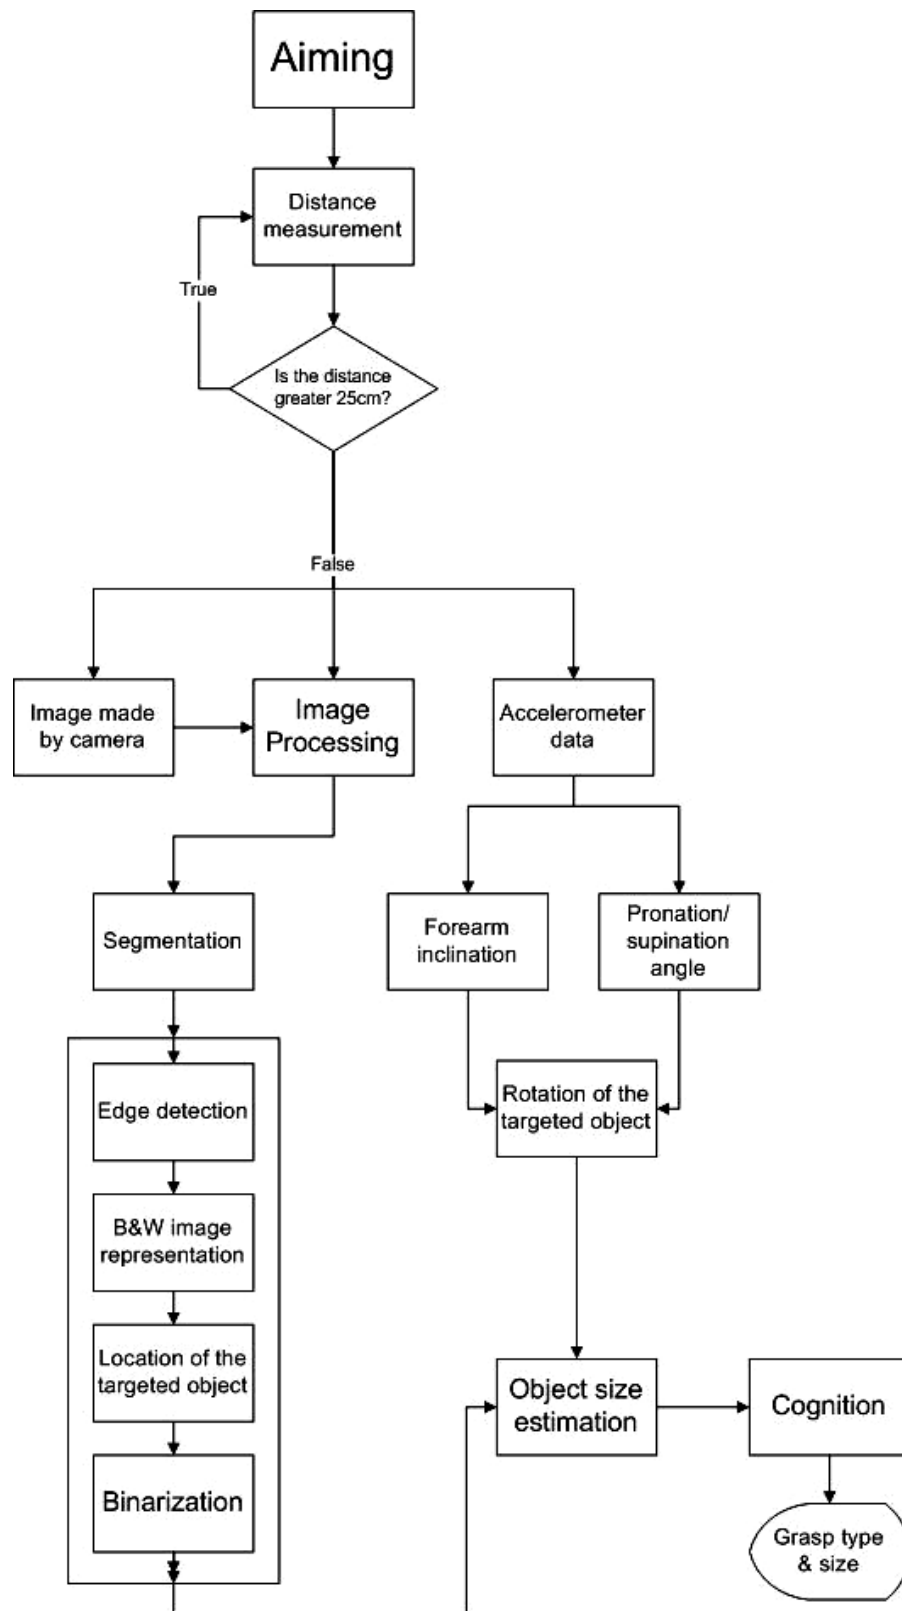 Aiming
Distance
measurement
True
Is the distance
greater 25cm?
False
Image made
by camera
Image
Processing
Accelerometer
data
Segmentation
Forearm
inclination
Pronation/
supination
angle
Edge detection
Rotation of the
targeted object
B&W image
representation
Location of the
targeted object
Object size
estimation
Cognition
Binarization
Grasp type
& size